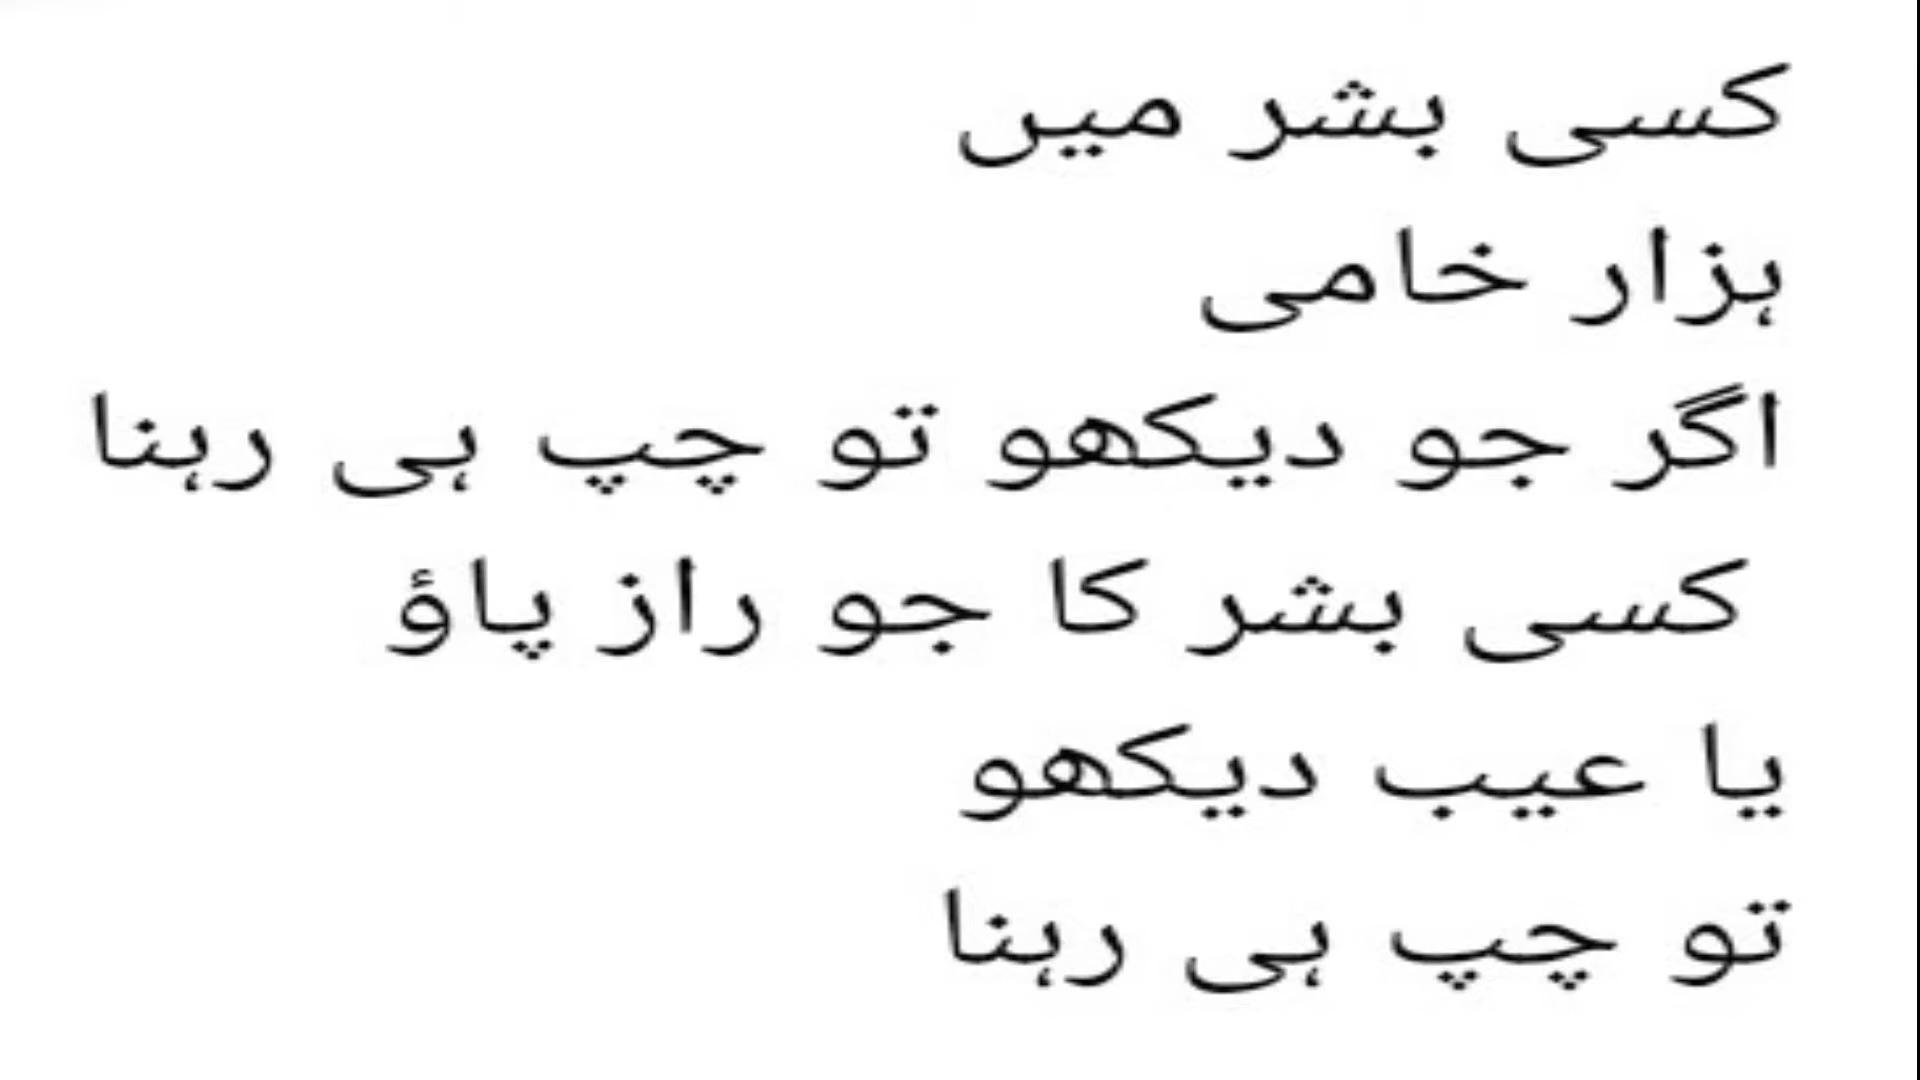 کسی بشر میں
ہزار خامی
اگر جو دیکھو تو چپ ہی رہنا
کسی بشر کا جو راز پاؤ
یا عیب دیکھو
تو چپ ہی رہنا